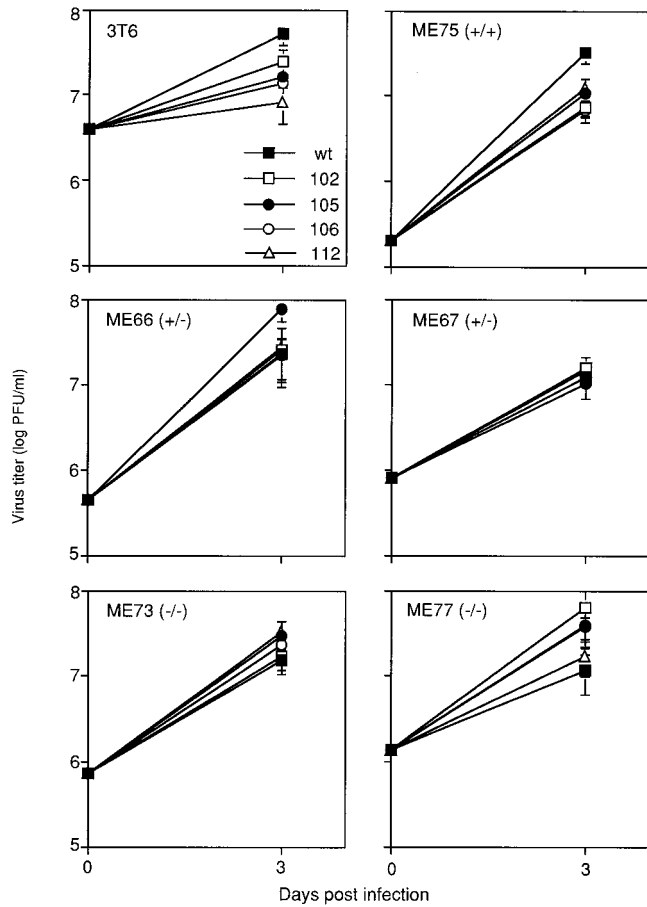 3T6
ME75 (+/+)
8
7
6
5
wt
102
105
106
112
ME66 (+/-)
ME67 (+/-)
8
7
6
5
Virus titer (log PFU/ml)
ME73 (-/-)
ME77 (-/-)
8
7
6
5
0
3
0
3
Days post infection